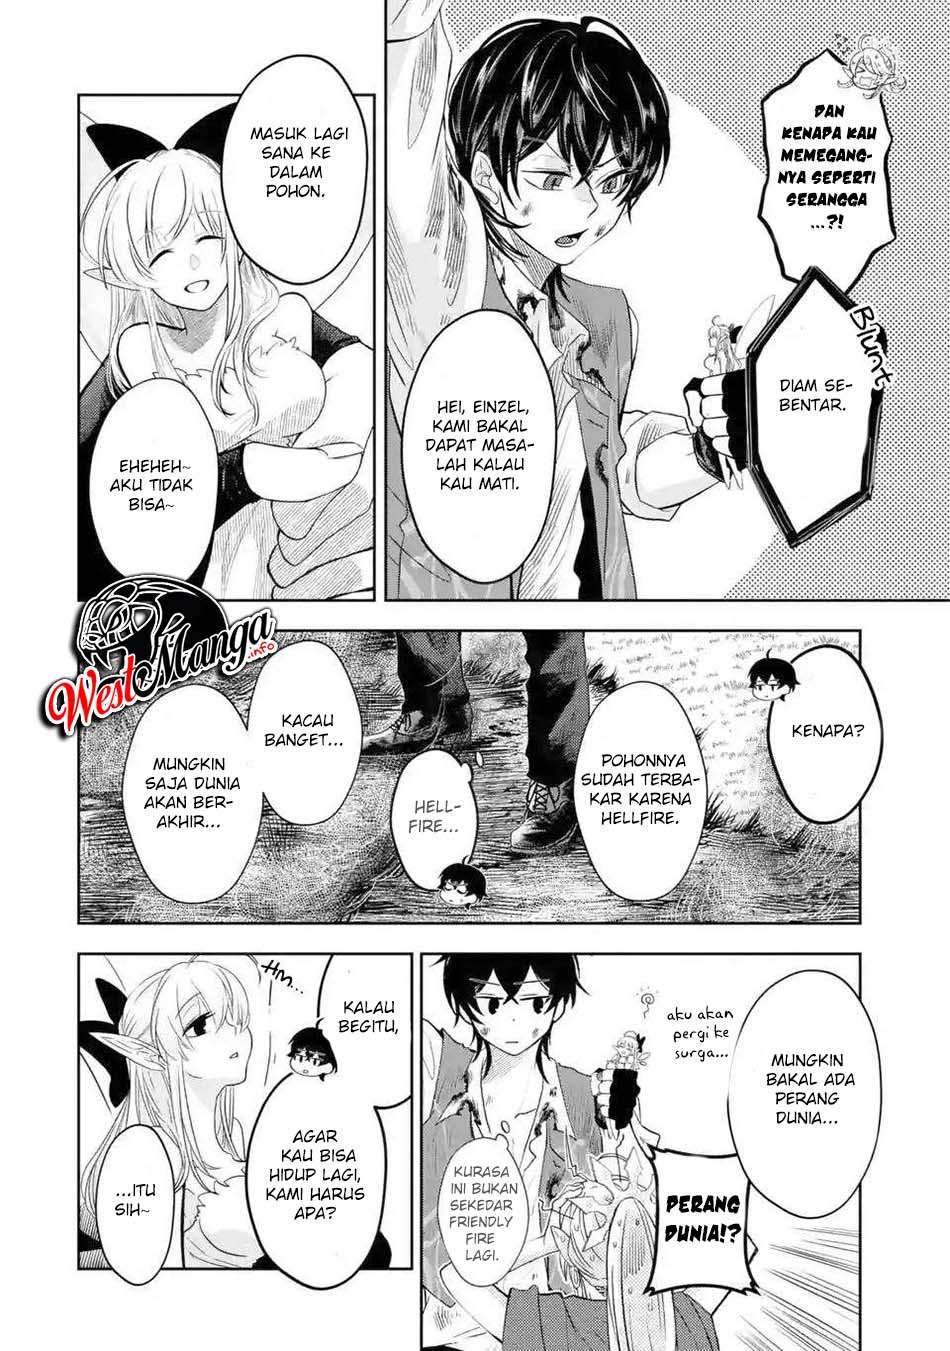 DAN
KENAPA KAU
MEMEGANG-
NYA SEPERTI
SERANGGA
...?!
Blunt
DIAM SE-
BENTAR.
HEI, EINZEL,
KAMI BAKAL
DAPAT MASA-
LAH KALAU
KAU MATI.
MASUK LAGI
SANA KE
DALAM
POHON.
EHEHEH~
AKU TIDAK
BISA~
WestManga
.info
KENAPA?
POHONNYA
SUDAH TERBA-
KAR KARENA
HELLFIRE.
HELL-
FIRE...
KACAU
BANGET...
MUNGKIN
SAJA DUNIA
AKAN BER-
AKHIR...
MUNGKIN
BAKAL ADA
PERANG
DUNIA...
aku akan
pergi ke
surga...
PERANG
DUNIA!?
KURASA
INI BUKAN
SEKEDAR
FRIENDLY
FIRE
LAGI.
KALAU
BEGITU,
AGAR
KAU BISA
HIDUP LAGI,
KAMI HARUS
APA?
HM...
...ITU
SIH~